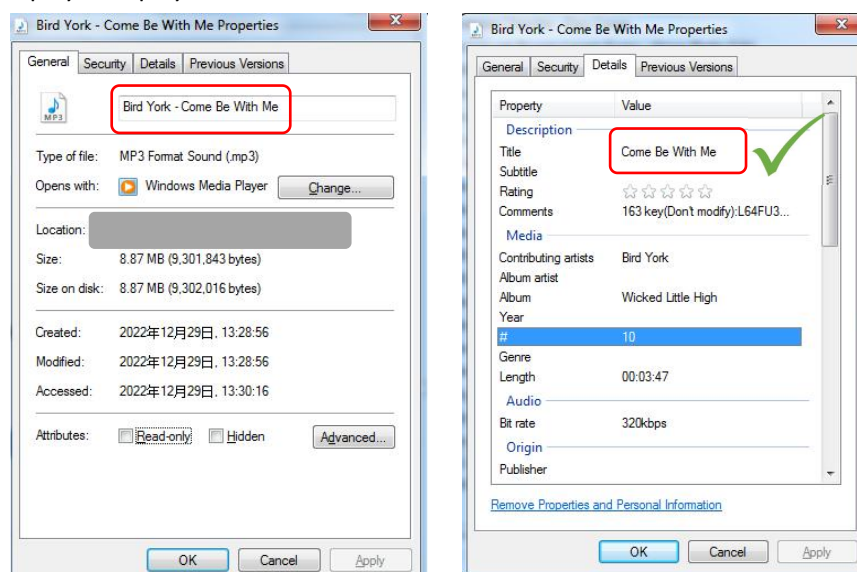 Bird York - Come Be With Me Properties
General Security Details Previous Versions
MP3
Bird York - Come Be With Me
Type of file: MP3 Format Sound (.mp3)
Opens with: Windows Media Player Change...
Location:
Size: 8.87 MB (9,301,843 bytes)
Size on disk: 8.87 MB (9,302,016 bytes)
Created: 2022年12月29日, 13:28:56
Modified: 2022年12月29日, 13:28:56
Accessed: 2022年12月29日, 13:30:16
Attributes: Read-only Hidden Advanced...
OK Cancel Apply
Bird York - Come Be With Me Properties
General Security Details Previous Versions
Property Value
Description
Title Come Be With Me
Subtitle
Rating
Comments 163 key(Don't modify):L64FU3...
Media
Contributing artists Bird York
Album artist
Album Wicked Little High
Year
# 10
Genre
Length 00:03:47
Audio
Bit rate 320kbps
Origin
Publisher
Remove Properties and Personal Information
OK Cancel Apply